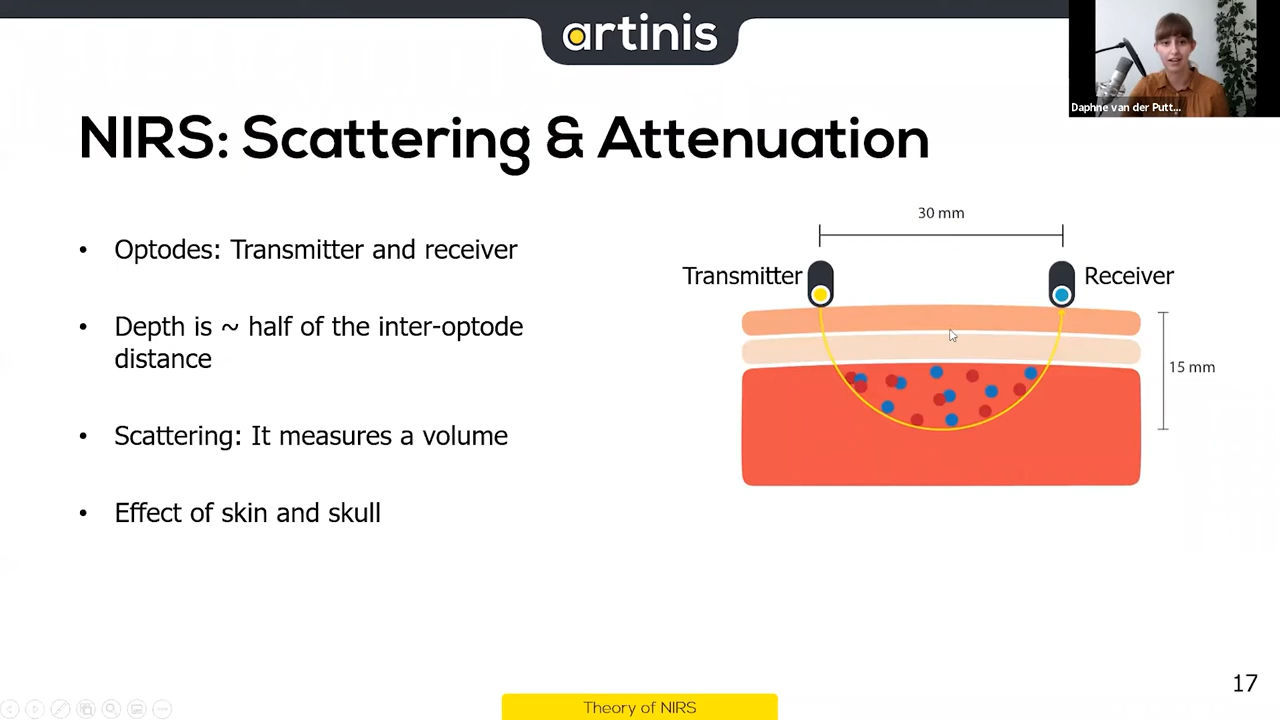 artinis
Daphne van der Putt...
NIRS: Scattering & Attenuation
• Optodes: Transmitter and receiver
• Depth is ~ half of the inter-optode
distance
• Scattering: It measures a volume
• Effect of skin and skull
30 mm
Transmitter
Receiver
15 mm
17
Theory of NIRS